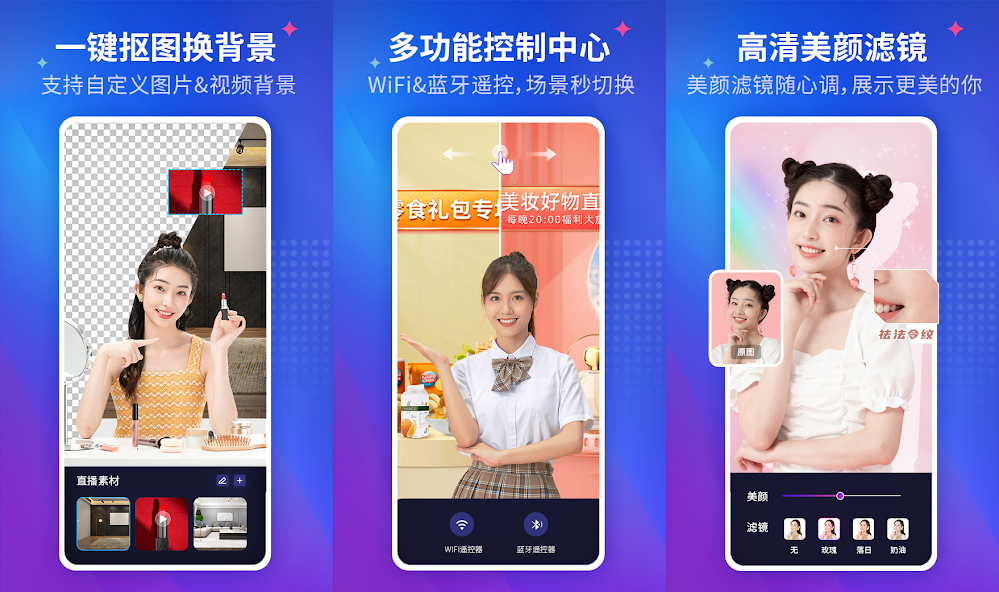 一键抠图换背景
支持自定义图片&视频背景
直播素材
多功能控制中心
WiFi&蓝牙遥控,场景秒切换
零食礼包专场
美妆好物直
每晚20:00福利大放
WiFi遥控器
蓝牙遥控器
高清美颜滤镜
美颜滤镜随心调,展示更美的你
原图
祛法令纹
美颜
滤镜
无
玫瑰
落日
奶油